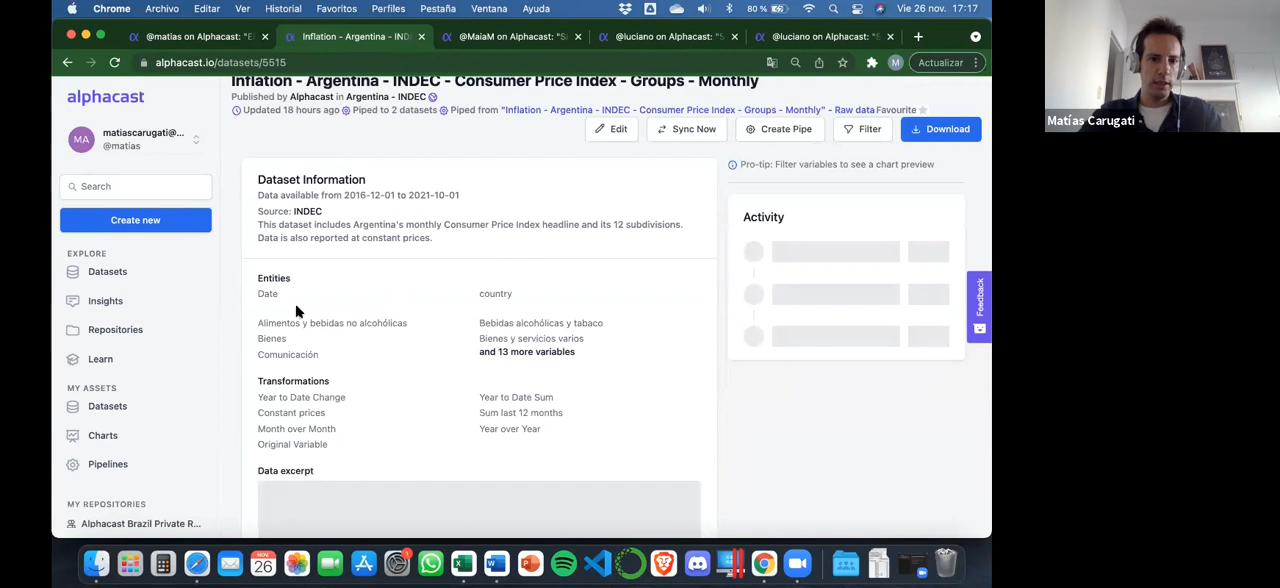 Chrome Archivo Editar Ver Historial Favoritos Perfiles Pestaña Ventana Ayuda 80 % Vie 26 nov. 17:17
@matias on Alphacast: "E Inflation - Argentina - IND @MaiaM on Alphacast: "S @luciano on Alphacast: "S @luciano on Alphacast: "S
alphacast.io/datasets/5515 M Actualizar
alphacast
MA
matiascarugati@...
@matias
Search
Create new
EXPLORE
Datasets
Insights
Repositories
Learn
MY ASSETS
Datasets
Charts
Pipelines
MY REPOSITORIES
Alphacast Brazil Private R...
Inflation - Argentina - INDEC - Consumer Price Index - Groups - Monthly
Published by Alphacast in Argentina - INDEC
Updated 18 hours ago Piped to 2 datasets Piped from "Inflation - Argentina - INDEC - Consumer Price Index - Groups - Monthly" - Raw data Favourite
Edit Sync Now Create Pipe Filter Download
Dataset Information
Data available from 2016-12-01 to 2021-10-01
Source: INDEC
This dataset includes Argentina's monthly Consumer Price Index headline and its 12 subdivisions.
Data is also reported at constant prices.
Entities
Date country
Alimentos y bebidas no alcohólicas Bebidas alcohólicas y tabaco
Bienes Bienes y servicios varios
Comunicación and 13 more variables
Transformations
Year to Date Change Year to Date Sum
Constant prices Sum last 12 months
Month over Month Year over Year
Original Variable
Data excerpt
Pro-tip: Filter variables to see a chart preview
Activity
Feedback
NOV
26
1
Matías Carugati -